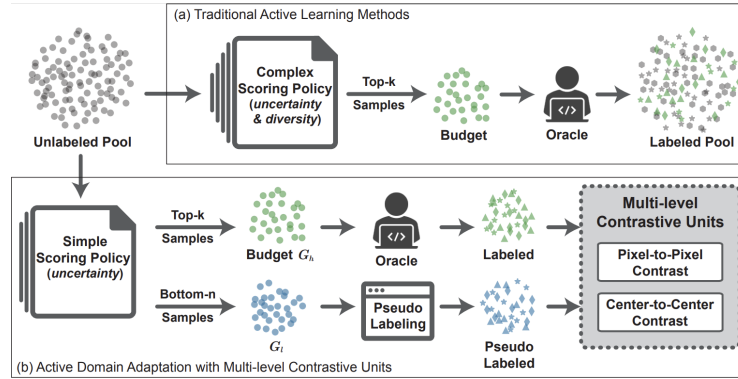 (a) Traditional Active Learning Methods
Unlabeled Pool
Complex
Scoring Policy
(uncertainty
& diversity)
Top-k
Samples
Budget
</>
Oracle
Labeled Pool
Simple
Scoring Policy
(uncertainty)
Top-k
Samples
Budget G_h
</>
Oracle
Labeled
Bottom-n
Samples
G_l
Pseudo
Labeling
Pseudo
Labeled
Multi-level
Contrastive Units
Pixel-to-Pixel
Contrast
Center-to-Center
Contrast
(b) Active Domain Adaptation with Multi-level Contrastive Units